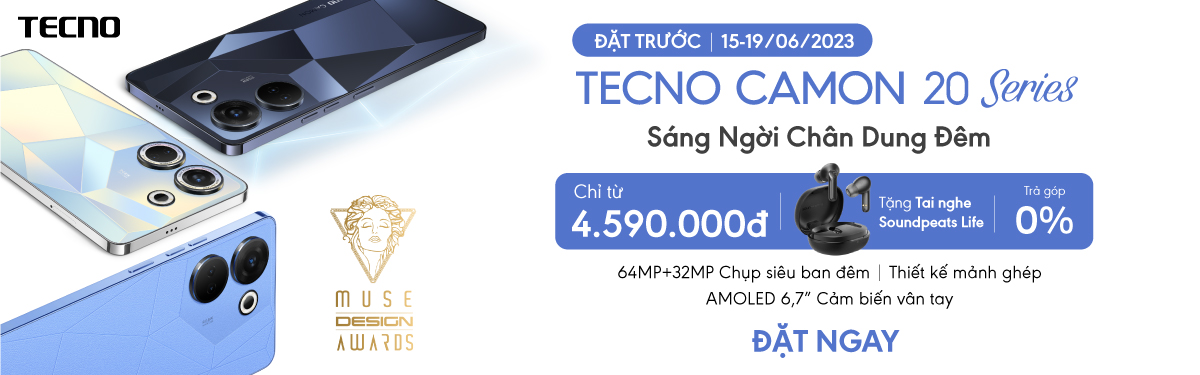 TECNO
ĐẶT TRƯỚC | 15-19/06/2023
TECNO CAMON 20 Series
Sáng Ngời Chân Dung Đêm
Chỉ từ
4.590.000đ
Tặng Tai nghe
Soundpeats Life
Trả góp
0%
64MP+32MP Chụp siêu ban đêm | Thiết kế mảnh ghép
AMOLED 6,7" Cảm biến vân tay
ĐẶT NGAY
MUSE
DESIGN
AWARDS